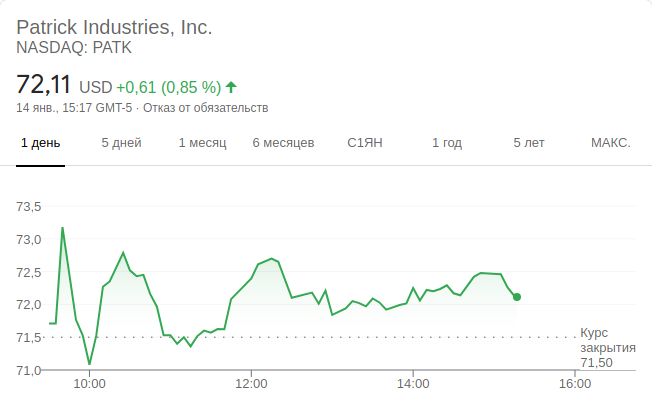 Patrick Industries, Inc.
NASDAQ: PATK
72,11 USD +0,61 (0,85 %)
14 янв., 15:17 GMT-5 · Отказ от обязательств
1 день 5 дней 1 месяц 6 месяцев С1ЯН 1 год 5 лет МАКС.
73,5
73,0
72,5
72,0
71,5
71,0
Курс
закрытия
71,50
10:00 12:00 14:00 16:00